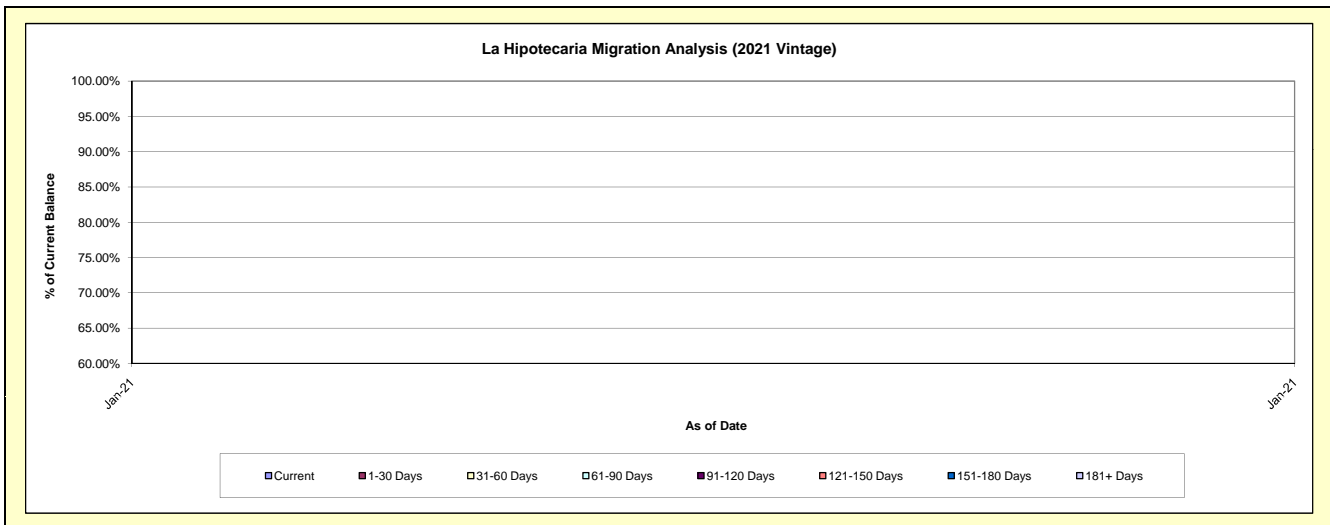 La Hipotecaria Migration Analysis (2021 Vintage)
100.00%
95.00%
90.00%
85.00%
80.00%
75.00%
70.00%
65.00%
60.00%
% of Current Balance
Jan-21
Jan-21
As of Date
Current 1-30 Days 31-60 Days 61-90 Days 91-120 Days 121-150 Days 151-180 Days 181+ Days